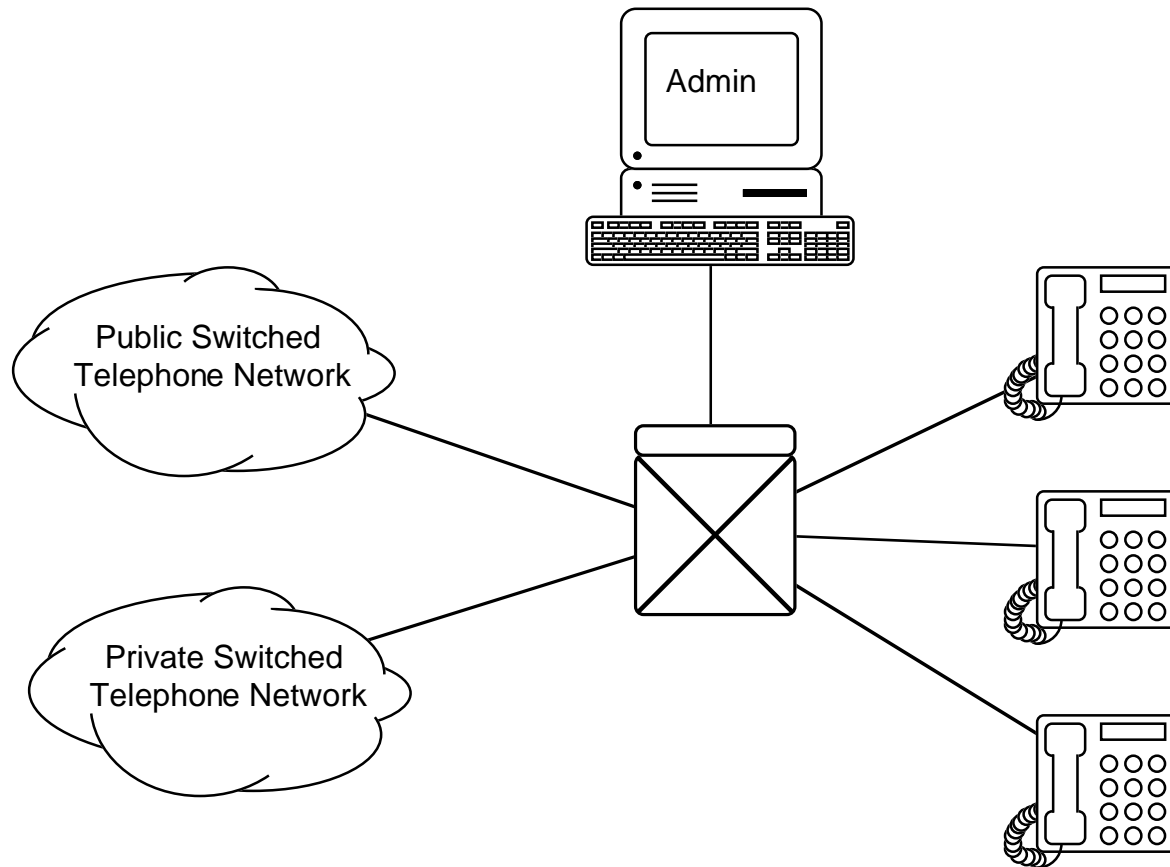 Admin
Public Switched
Telephone Network
Private Switched
Telephone Network